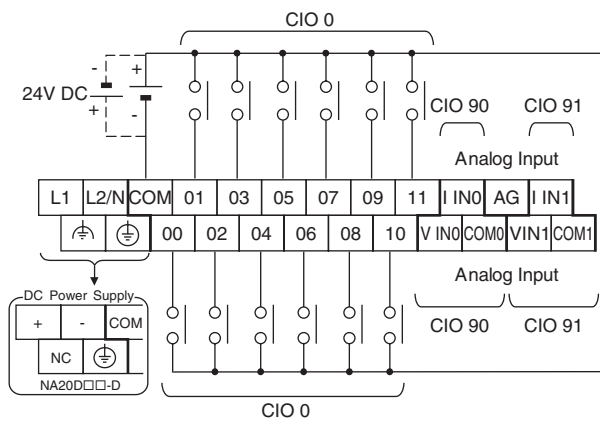 CIO 0
- +
24V DC
+ -
CIO 90 CIO 91
Analog Input
L1 L2/N COM 01 03 05 07 09 11 I IN0 AG I IN1
00 02 04 06 08 10 V IN0 COM0 VIN1 COM1
Analog Input
DC Power Supply
+ - COM
NC
NA20D□□-D
CIO 90 CIO 91
CIO 0